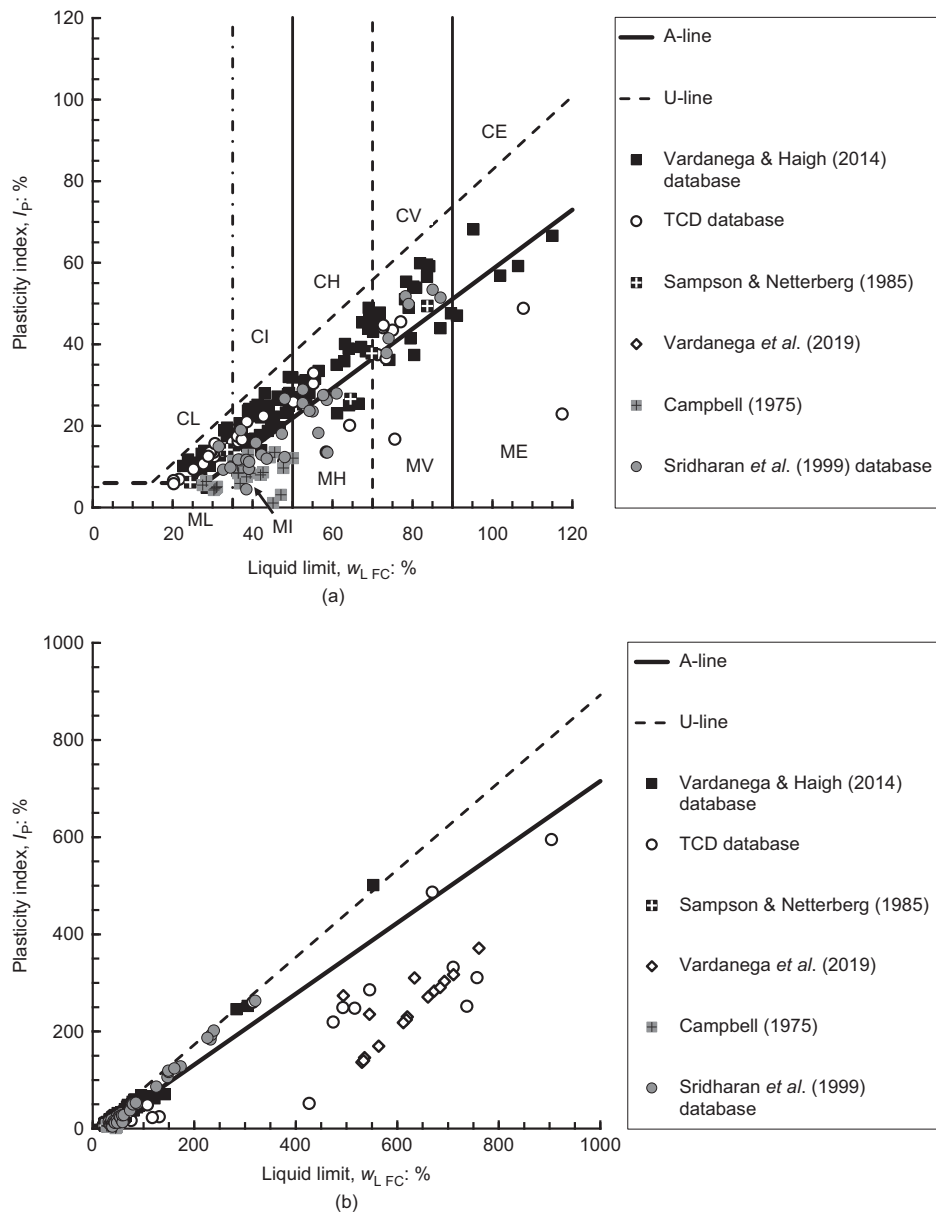 120
100
80
60
40
20
0
Plasticity index, IP: %
CE
CV
CH
CI
CL
ML
MI
MH
MV
ME
0 20 40 60 80 100 120
Liquid limit, wL FC: %
(a)
A-line
U-line
Vardanega & Haigh (2014)
database
TCD database
Sampson & Netterberg (1985)
Vardanega et al. (2019)
Campbell (1975)
Sridharan et al. (1999) database
1000
800
600
400
200
0
Plasticity index, IP: %
0 200 400 600 800 1000
Liquid limit, wL FC: %
(b)
A-line
U-line
Vardanega & Haigh (2014)
database
TCD database
Sampson & Netterberg (1985)
Vardanega et al. (2019)
Campbell (1975)
Sridharan et al. (1999)
database